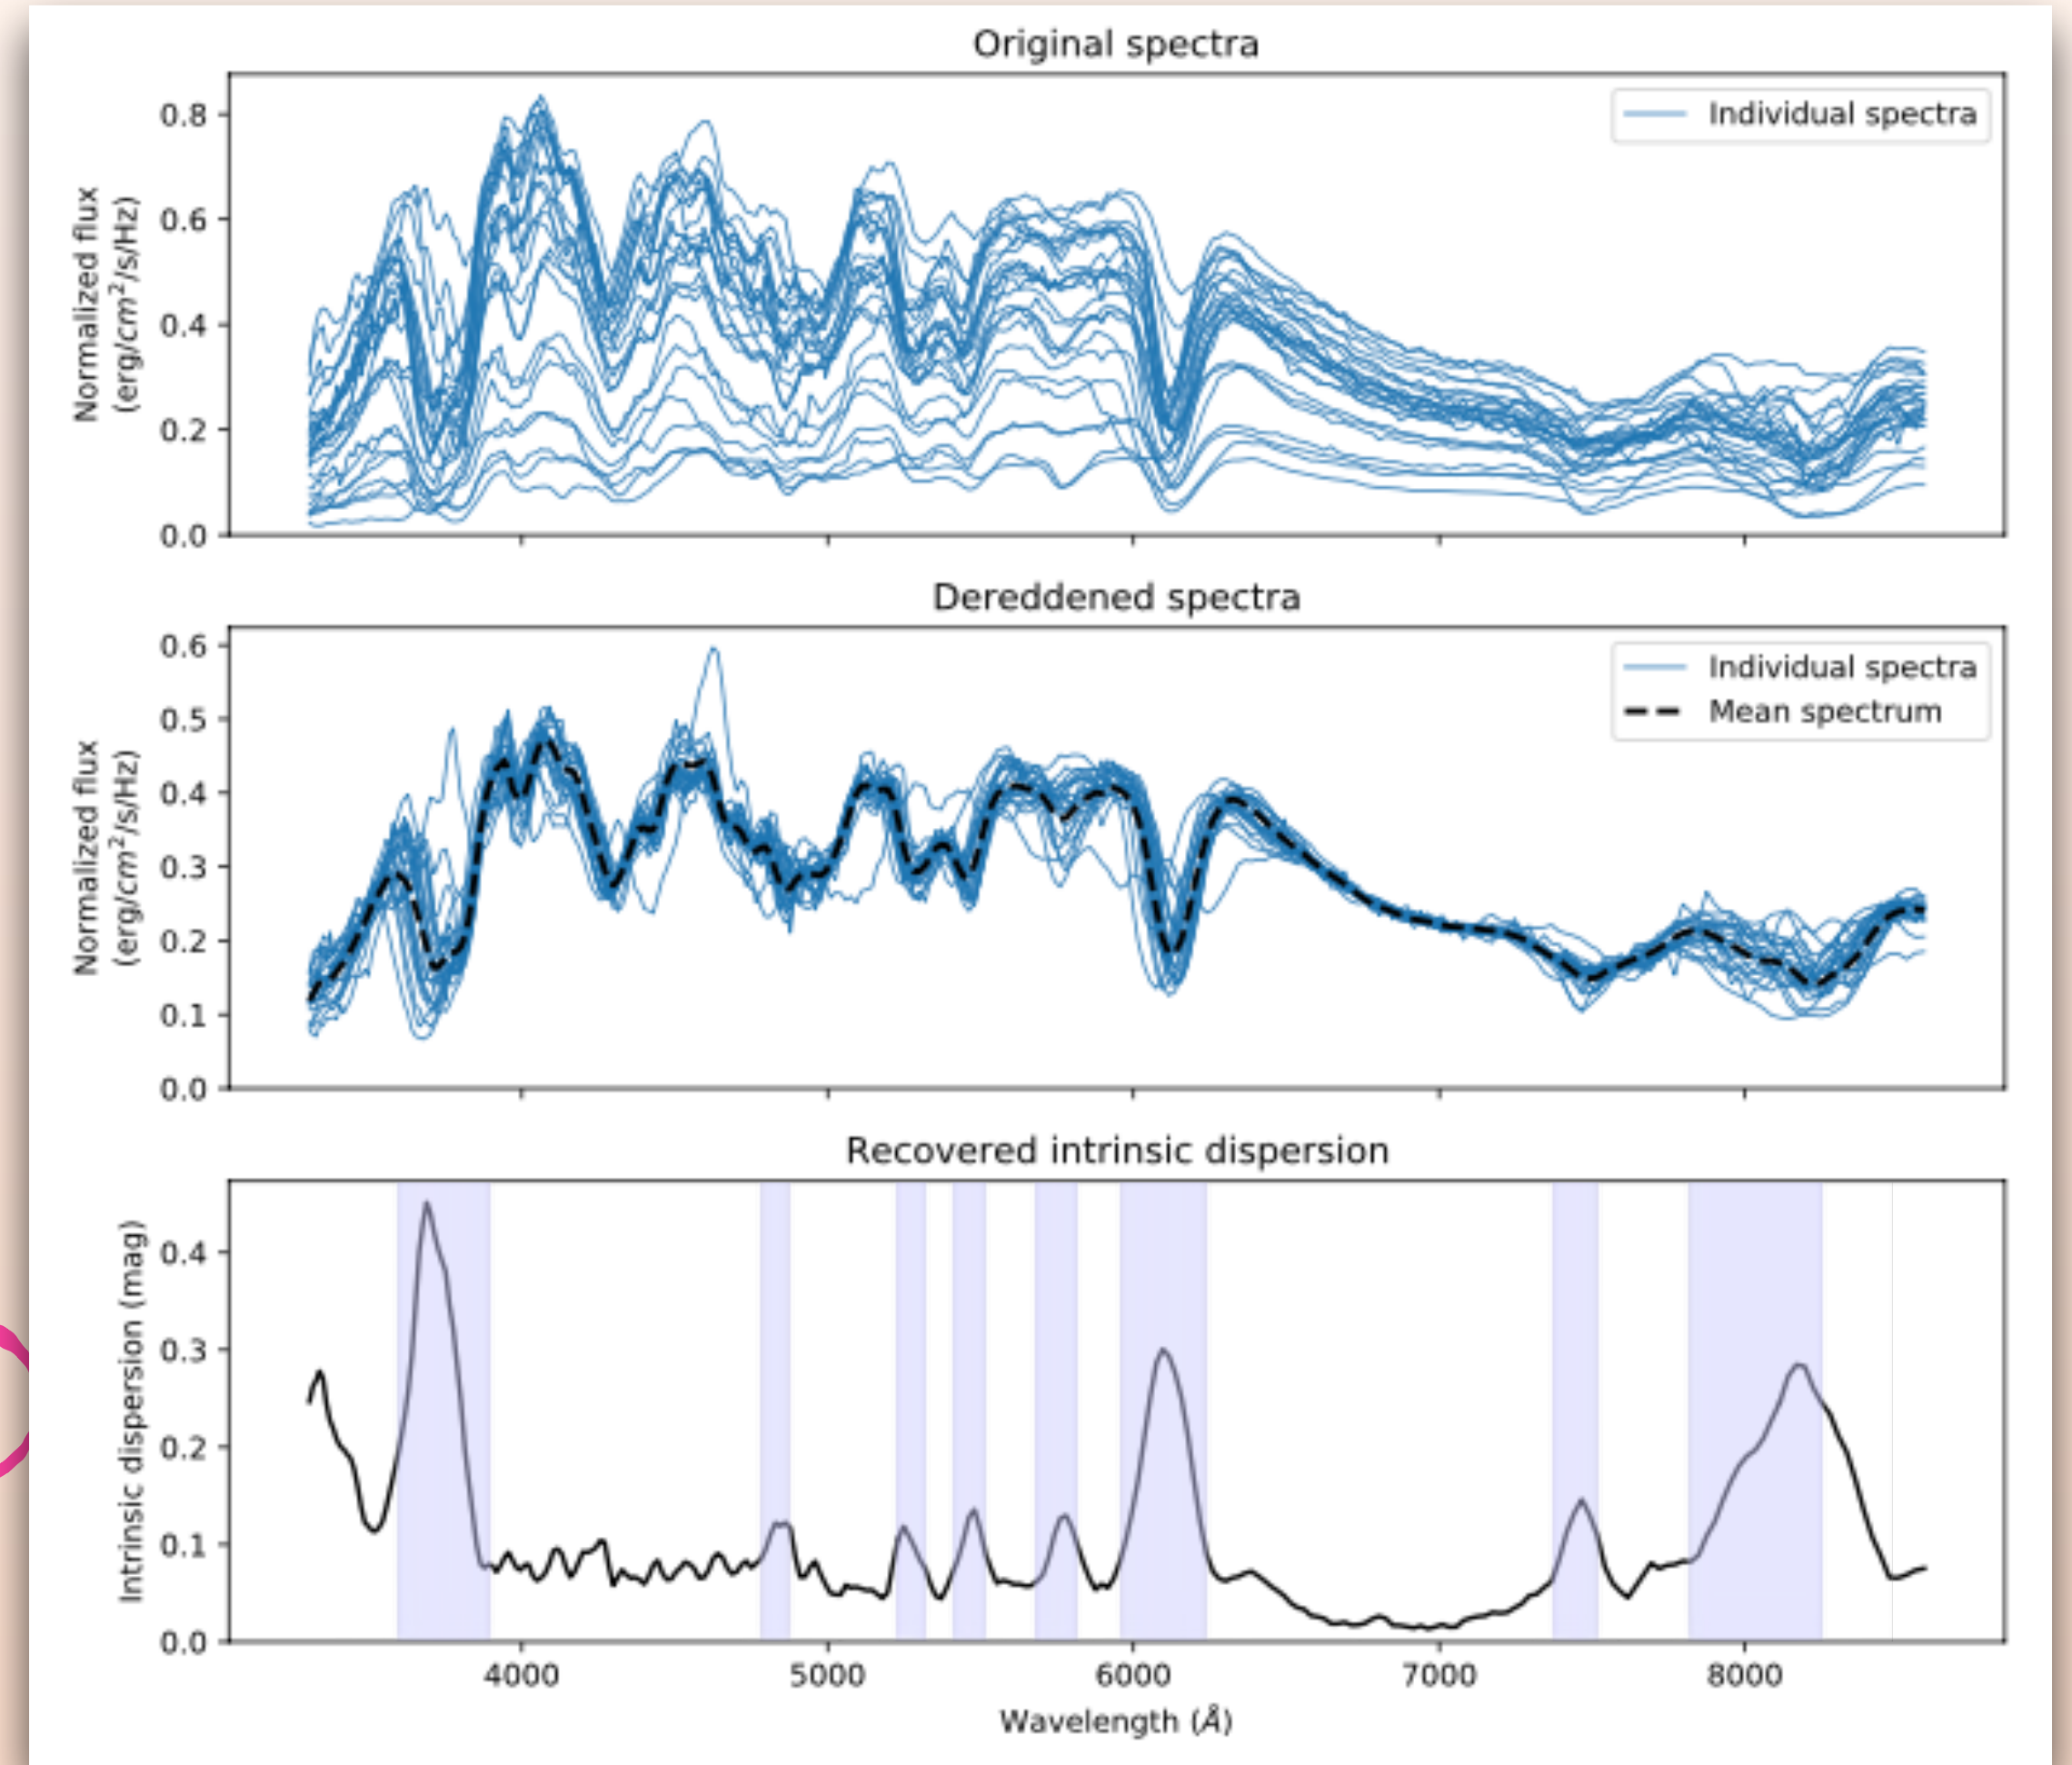 Original spectra
Normalized flux
(erg/cm²/s/Hz)
0.8
0.6
0.4
0.2
0.0
Individual spectra
Dereddened spectra
Normalized flux
(erg/cm²/s/Hz)
0.6
0.5
0.4
0.3
0.2
0.1
0.0
Individual spectra
Mean spectrum
Recovered intrinsic dispersion
Intrinsic dispersion (mag)
0.4
0.3
0.2
0.1
0.0
4000 5000 6000 7000 8000
Wavelength (Å)